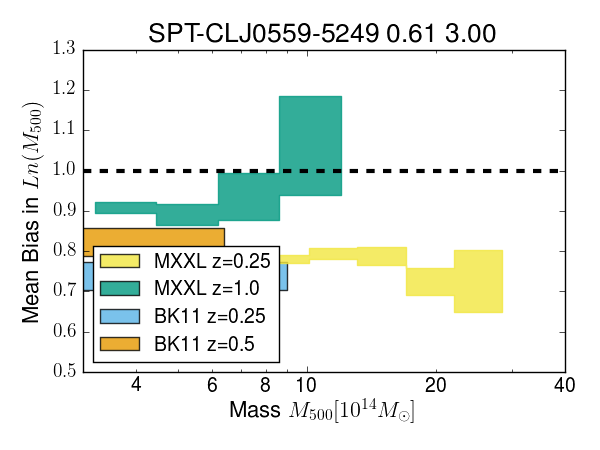 SPT-CLJ0559-5249 0.61 3.00
1.3
1.2
1.1
1.0
0.9
0.8
0.7
0.6
0.5
Mean Bias in Ln(M500)
MXXL z=0.25
MXXL z=1.0
BK11 z=0.25
BK11 z=0.5
4 6 8 10 20 40
Mass M500[10^14 M⊙]